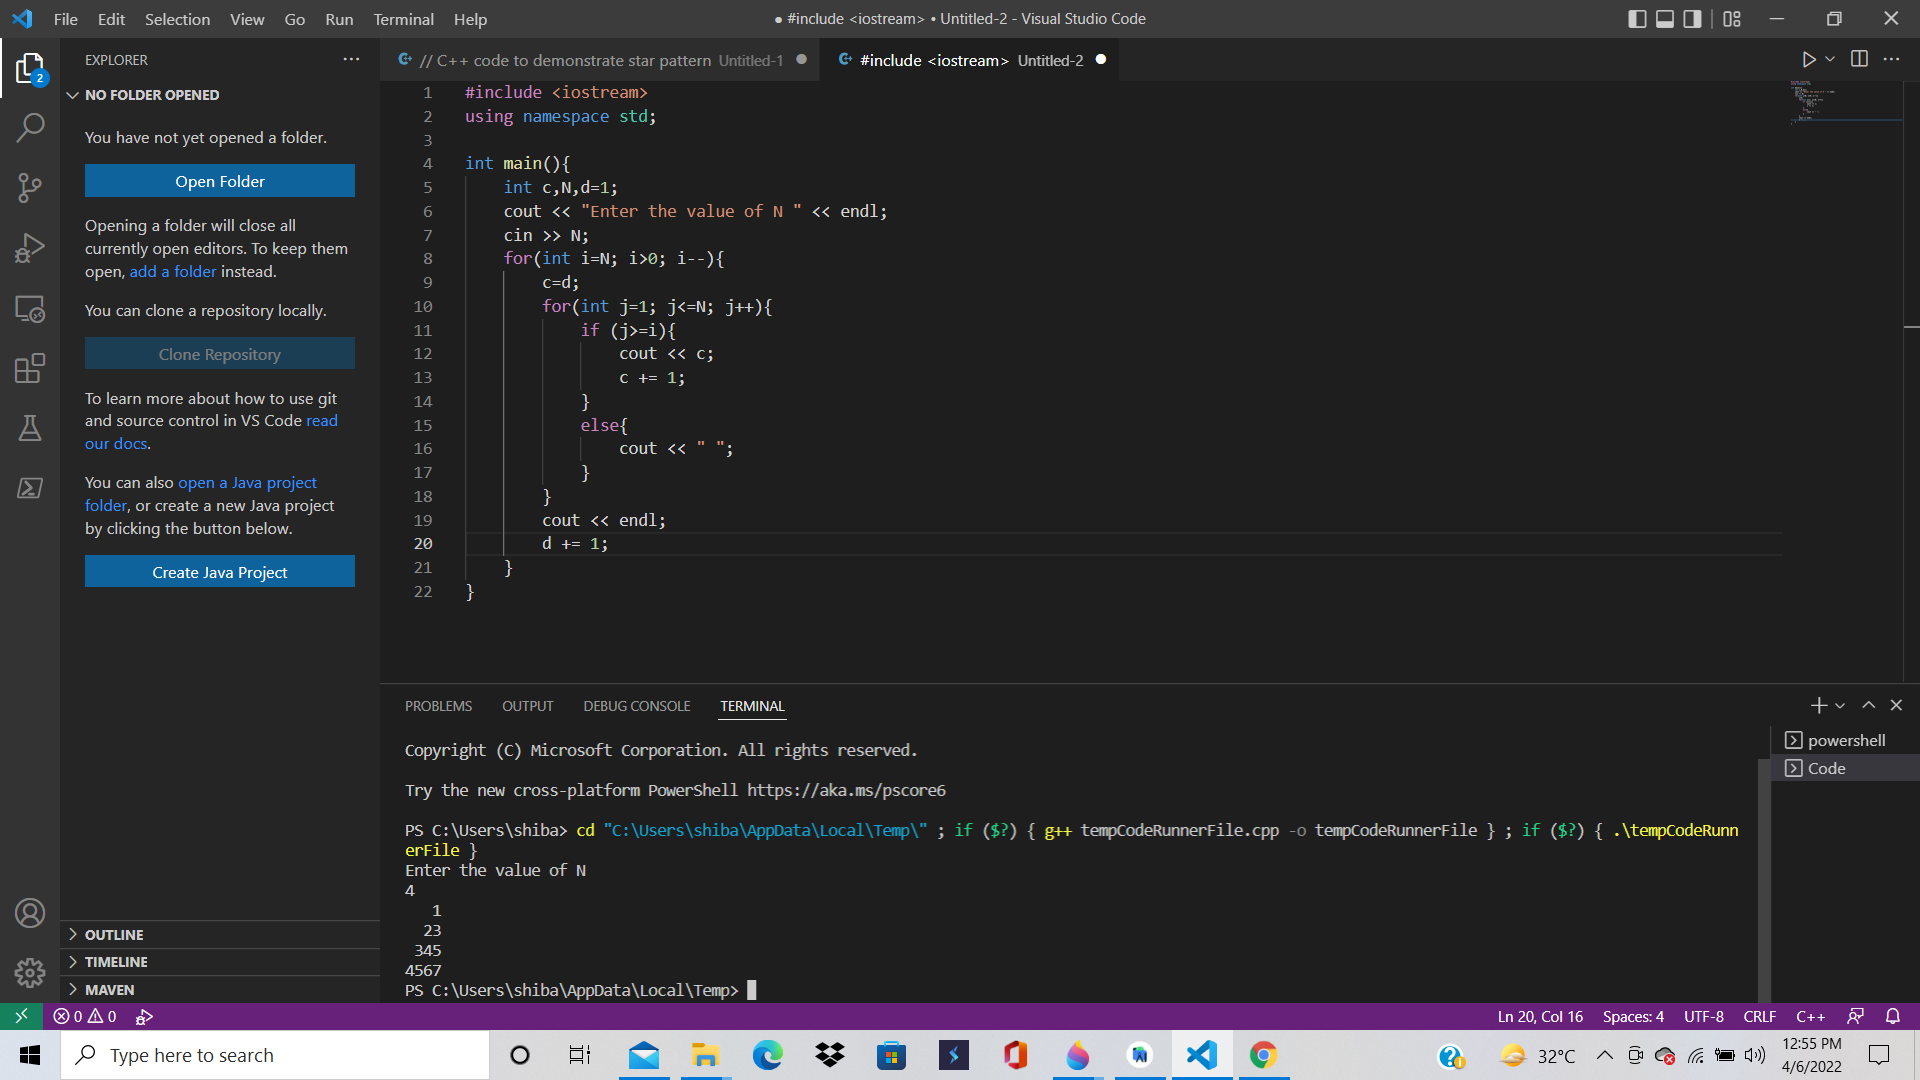 File Edit Selection View Go Run Terminal Help
● #include <iostream> • Untitled-2 - Visual Studio Code
EXPLORER
// C++ code to demonstrate star pattern Untitled-1
#include <iostream> Untitled-2
2
NO FOLDER OPENED
You have not yet opened a folder.
Open Folder
Opening a folder will close all
currently open editors. To keep them
open, add a folder instead.
You can clone a repository locally.
Clone Repository
To learn more about how to use git
and source control in VS Code read
our docs.
You can also open a Java project
folder, or create a new Java project
by clicking the button below.
Create Java Project
OUTLINE
TIMELINE
MAVEN
1 #include <iostream>
2 using namespace std;
3
4 int main(){
5     int c,N,d=1;
6     cout << "Enter the value of N " << endl;
7     cin >> N;
8     for(int i=N; i>0; i--){
9         c=d;
10         for(int j=1; j<=N; j++){
11             if (j>=i){
12                 cout << c;
13                 c += 1;
14             }
15             else{
16                 cout << " ";
17             }
18         }
19         cout << endl;
20         d += 1;
21     }
22 }
PROBLEMS OUTPUT DEBUG CONSOLE TERMINAL
Copyright (C) Microsoft Corporation. All rights reserved.
Try the new cross-platform PowerShell https://aka.ms/pscore6
PS C:\Users\shiba> cd "C:\Users\shiba\AppData\Local\Temp\" ; if ($?) { g++ tempCodeRunnerFile.cpp -o tempCodeRunnerFile } ; if ($?) { .\tempCodeRunn
erFile }
Enter the value of N
4
   1
  23
 345
4567
PS C:\Users\shiba\AppData\Local\Temp>
powershell
Code
0 0
Ln 20, Col 16 Spaces: 4 UTF-8 CRLF C++
Type here to search
32°C
12:55 PM
4/6/2022